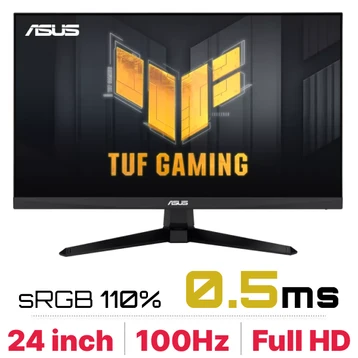 ASUS
TUF GAMING
ASUS
sRGB 110% 0.5ms
24 inch | 100Hz | Full HD